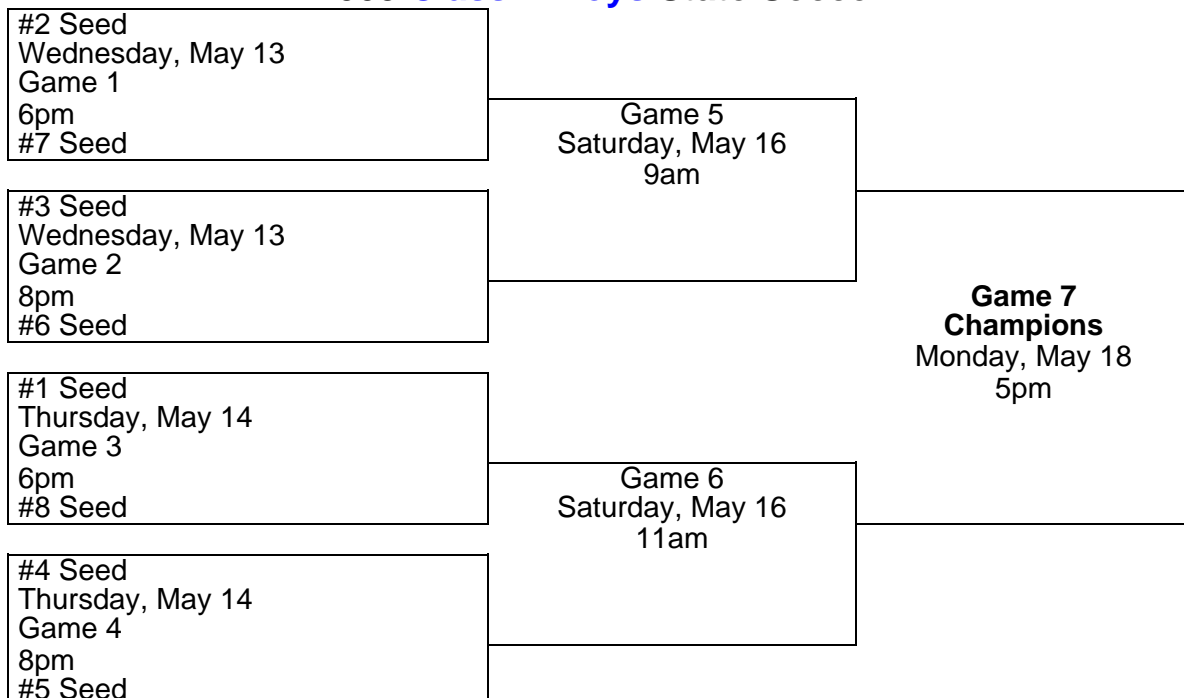 #2 Seed
Wednesday, May 13
Game 1
6pm
#7 Seed
Game 5
Saturday, May 16
9am
#3 Seed
Wednesday, May 13
Game 2
8pm
#6 Seed
Game 7
Champions
Monday, May 18
5pm
#1 Seed
Thursday, May 14
Game 3
6pm
#8 Seed
Game 6
Saturday, May 16
11am
#4 Seed
Thursday, May 14
Game 4
8pm
#5 Seed